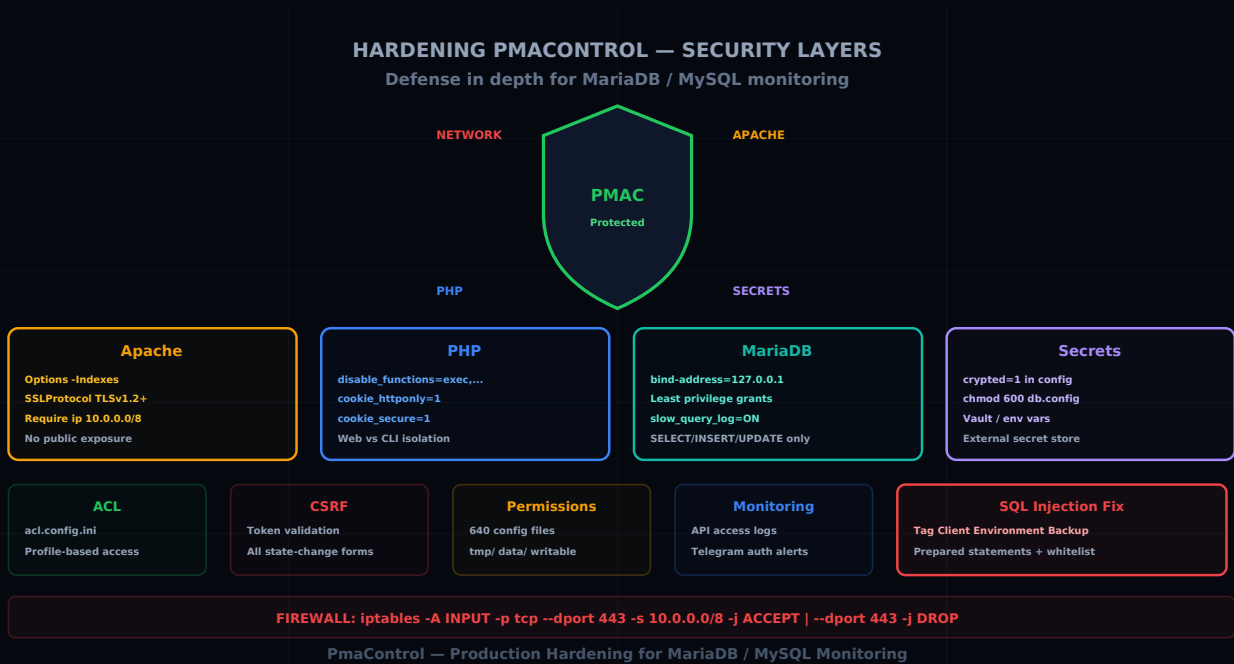 HARDENING PMACONTROL — SECURITY LAYERS
Defense in depth for MariaDB / MySQL monitoring
NETWORK
APACHE
PMAC
Protected
PHP
SECRETS
Apache
Options -Indexes
SSLProtocol TLSv1.2+
Require ip 10.0.0.0/8
No public exposure
PHP
disable_functions=exec,...
cookie_httponly=1
cookie_secure=1
Web vs CLI isolation
MariaDB
bind-address=127.0.0.1
Least privilege grants
slow_query_log=ON
SELECT/INSERT/UPDATE only
Secrets
crypted=1 in config
chmod 600 db.config
Vault / env vars
External secret store
ACL
acl.config.ini
Profile-based access
CSRF
Token validation
All state-change forms
Permissions
640 config files
tmp/ data/ writable
Monitoring
API access logs
Telegram auth alerts
SQL Injection Fix
Tag Client Environment Backup
Prepared statements + whitelist
FIREWALL: iptables -A INPUT -p tcp --dport 443 -s 10.0.0.0/8 -j ACCEPT | --dport 443 -j DROP
PmaControl — Production Hardening for MariaDB / MySQL Monitoring